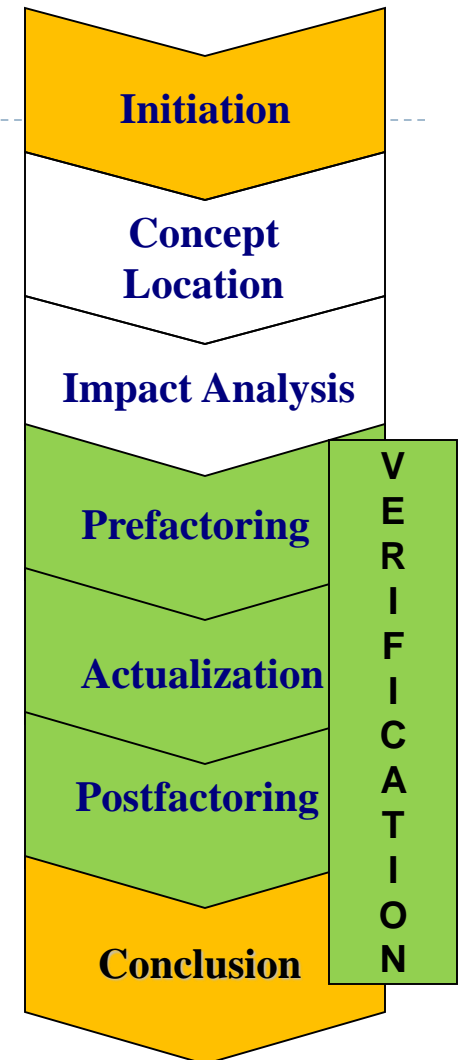 Initiation
Concept
Location
Impact Analysis
Prefactoring
Actualization
Postfactoring
Conclusion
V
E
R
I
F
I
C
A
T
I
O
N